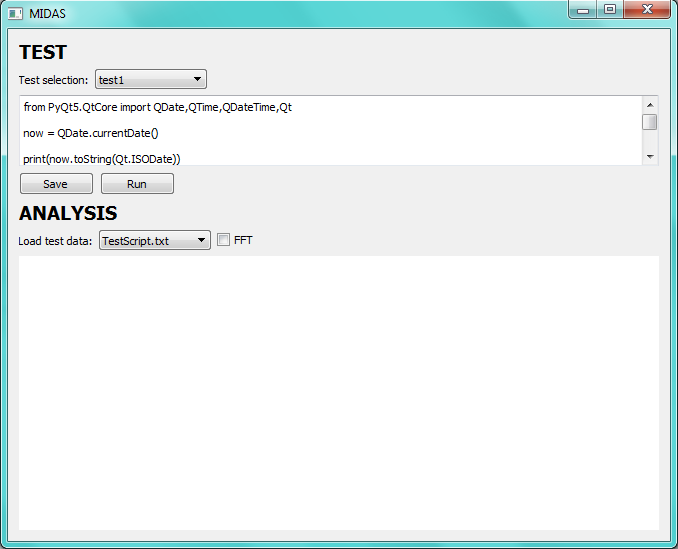 MIDAS
TEST
Test selection: test1
from PyQt5.QtCore import QDate,QTime,QDateTime,Qt
now = QDate.currentDate()
print(now.toString(Qt.ISODate))
Save Run
ANALYSIS
Load test data: TestScript.txt FFT